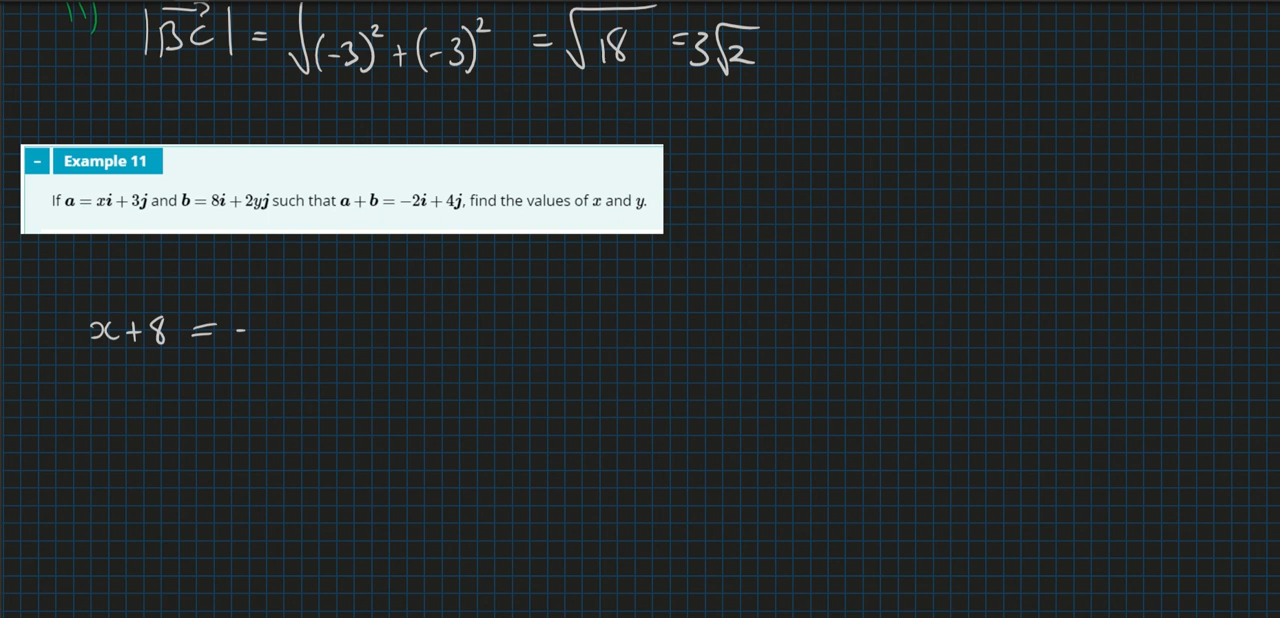 ii) |BC| = √(-3)² + (-3)² = √18 = 3√2
- Example 11
If a = xi + 3j and b = 8i + 2yj such that a + b = −2i + 4j, find the values of x and y.
x + 8 = -